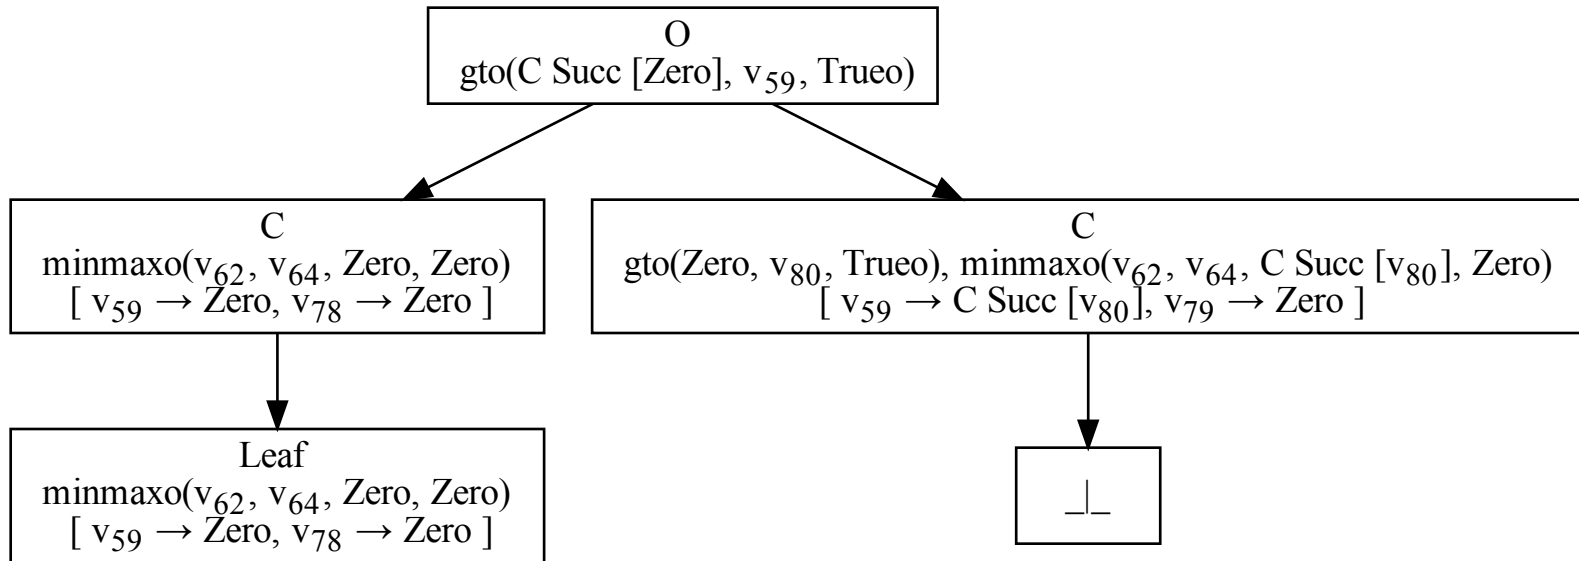 O
gto(C Succ [Zero], v₅₉, Trueo)
C
minmaxo(v₆₂, v₆₄, Zero, Zero)
[ v₅₉ → Zero, v₇₈ → Zero ]
C
gto(Zero, v₈₀, Trueo), minmaxo(v₆₂, v₆₄, C Succ [v₈₀], Zero)
[ v₅₉ → C Succ [v₈₀], v₇₉ → Zero ]
Leaf
minmaxo(v₆₂, v₆₄, Zero, Zero)
[ v₅₉ → Zero, v₇₈ → Zero ]
_|_